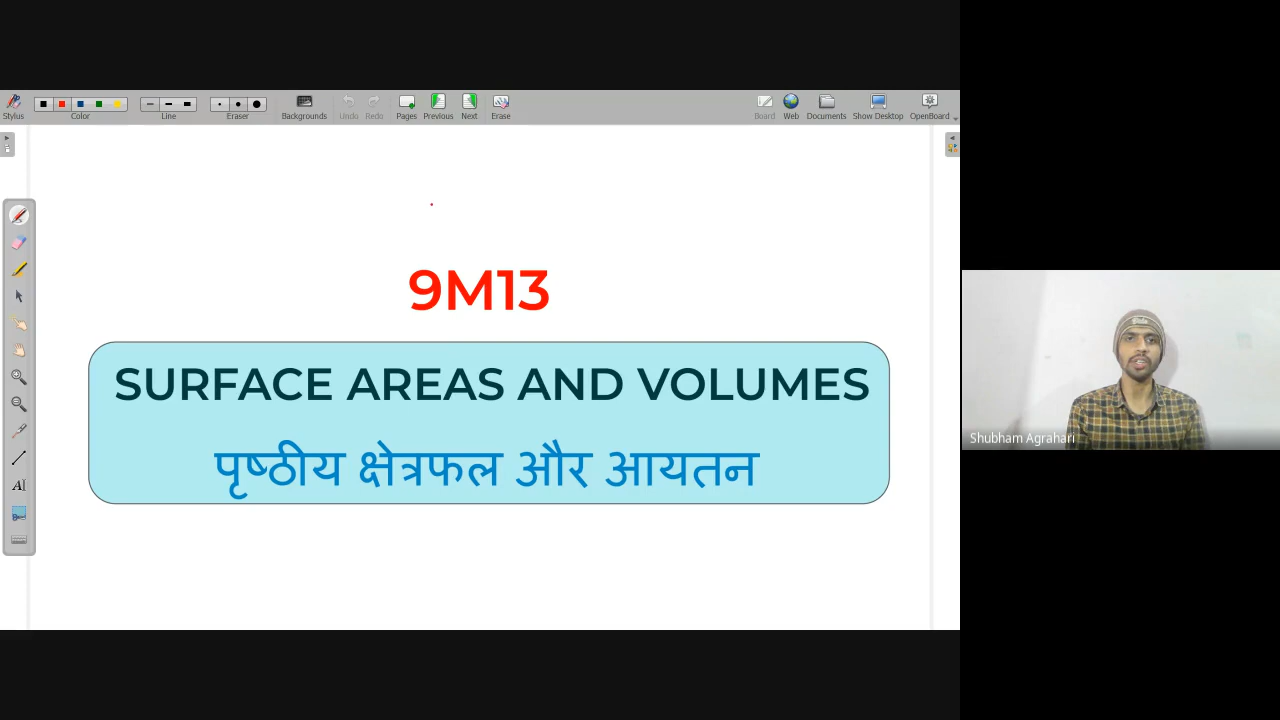 Stylus
Color
Line
Eraser
Backgrounds
Undo
Redo
Pages
Previous
Next
Erase
Board
Web
Documents
Show Desktop
OpenBoard
9M13
SURFACE AREAS AND VOLUMES
पृष्ठीय क्षेत्रफल और आयतन
Shubham Agrahari